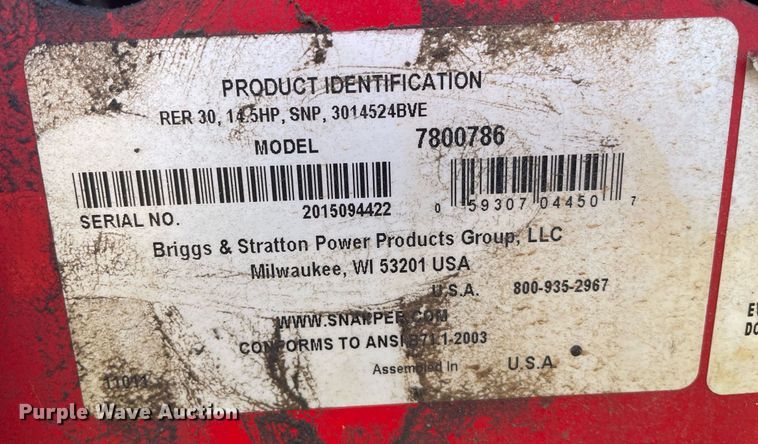 PRODUCT IDENTIFICATION
RER 30, 14.5HP, SNP, 3014524BVE
MODEL 7800786
SERIAL NO. 2015094422
0 59307 04450 7
Briggs & Stratton Power Products Group, LLC
Milwaukee, WI 53201 USA
U.S.A. 800-935-2967
WWW.SNAPPER.COM
CONFORMS TO ANSI B71.1-2003
Assembled In U.S.A.
11011
Purple Wave Auction